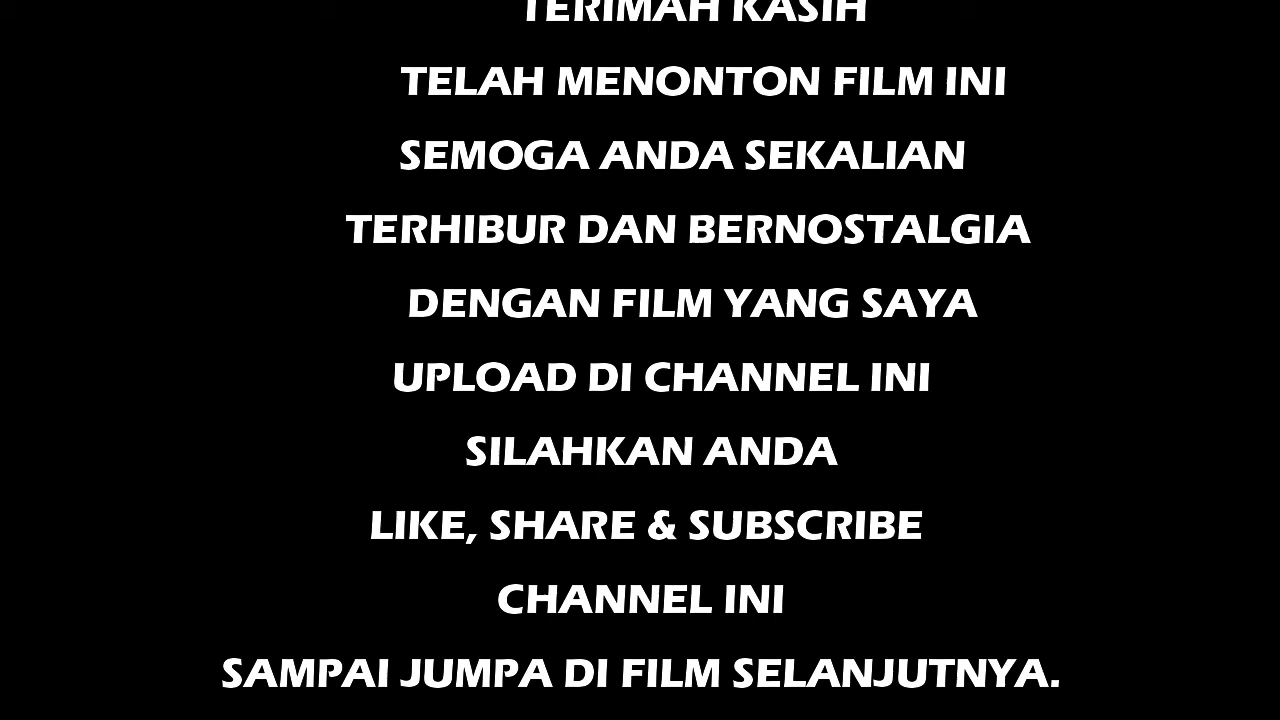 TERIMAH KASIH
TELAH MENONTON FILM INI
SEMOGA ANDA SEKALIAN
TERHIBUR DAN BERNOSTALGIA
DENGAN FILM YANG SAYA
UPLOAD DI CHANNEL INI
SILAHKAN ANDA
LIKE, SHARE & SUBSCRIBE
CHANNEL INI
SAMPAI JUMPA DI FILM SELANJUTNYA.